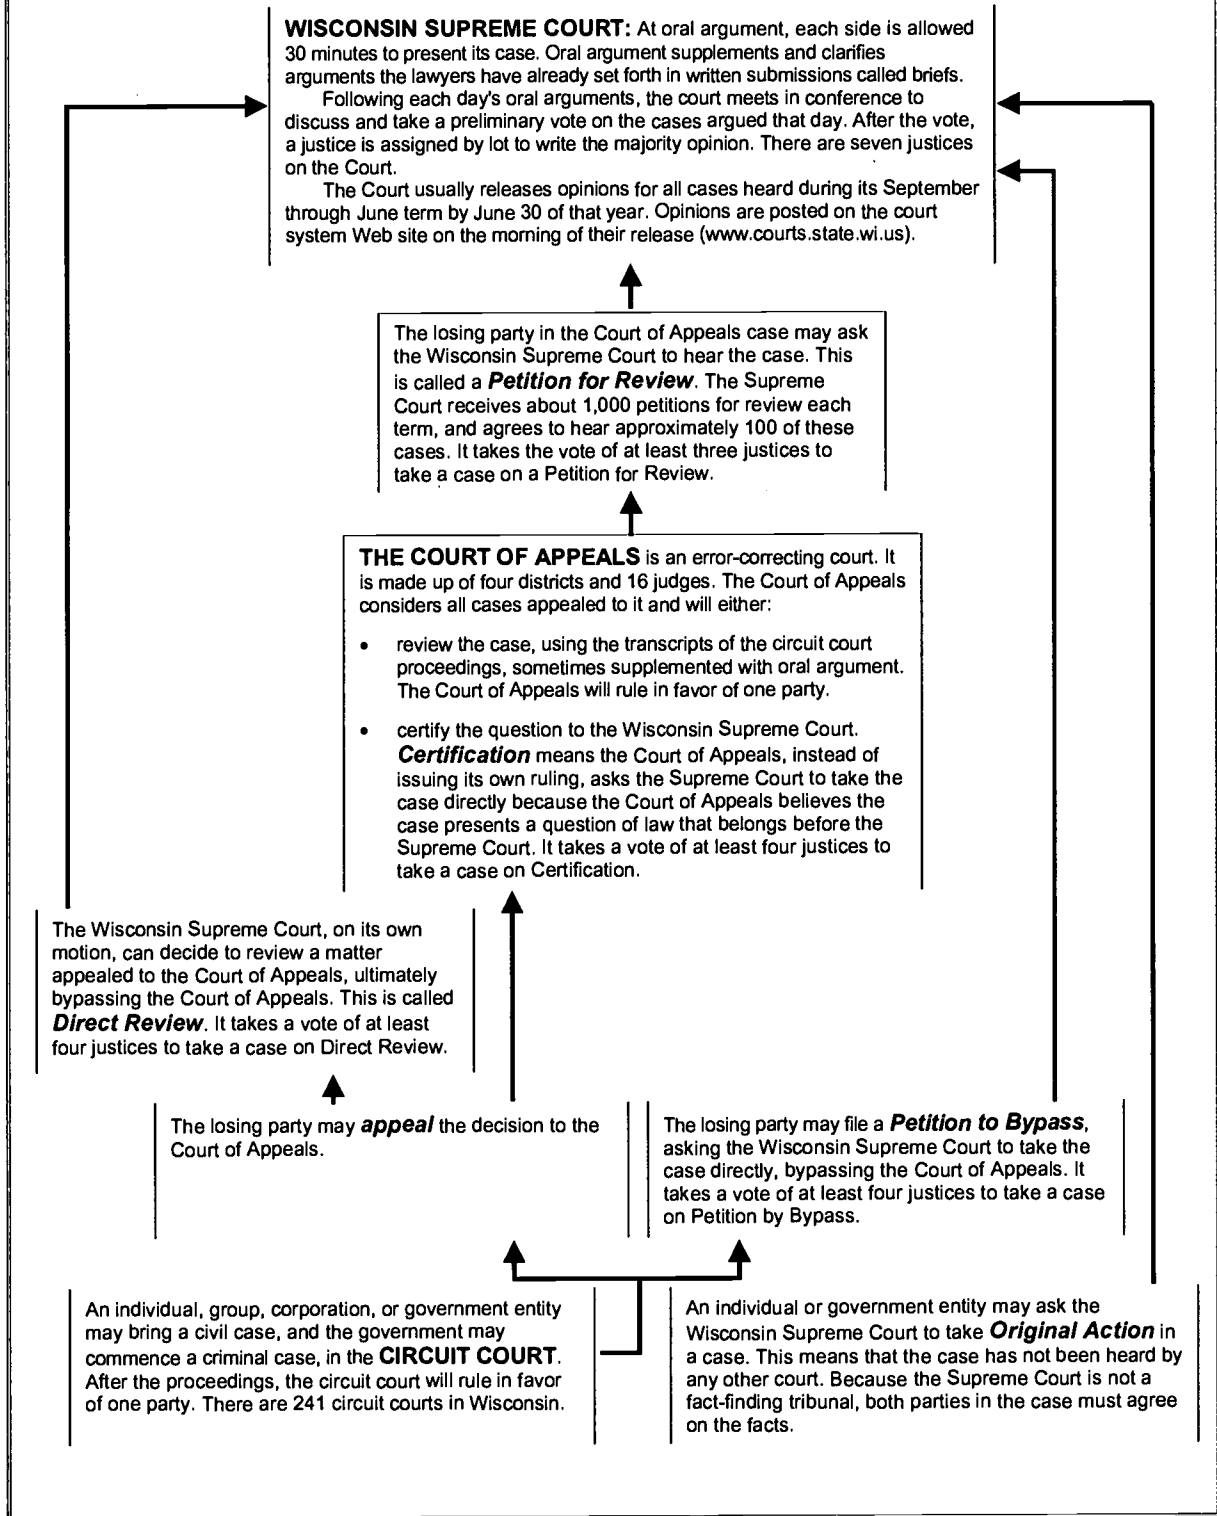 WISCONSIN SUPREME COURT: At oral argument, each side is allowed
30 minutes to present its case. Oral argument supplements and clarifies
arguments the lawyers have already set forth in written submissions called briefs.
Following each day's oral arguments, the court meets in conference to
discuss and take a preliminary vote on the cases argued that day. After the vote,
a justice is assigned by lot to write the majority opinion. There are seven justices
on the Court.
The Court usually releases opinions for all cases heard during its September
through June term by June 30 of that year. Opinions are posted on the court
system Web site on the morning of their release (www.courts.state.wi.us).
The losing party in the Court of Appeals case may ask
the Wisconsin Supreme Court to hear the case. This
is called a Petition for Review. The Supreme
Court receives about 1,000 petitions for review each
term, and agrees to hear approximately 100 of these
cases. It takes the vote of at least three justices to
take a case on a Petition for Review.
THE COURT OF APPEALS is an error-correcting court. It
is made up of four districts and 16 judges. The Court of Appeals
considers all cases appealed to it and will either:
• review the case, using the transcripts of the circuit court
proceedings, sometimes supplemented with oral argument.
The Court of Appeals will rule in favor of one party.
• certify the question to the Wisconsin Supreme Court.
Certification means the Court of Appeals, instead of
issuing its own ruling, asks the Supreme Court to take the
case directly because the Court of Appeals believes the
case presents a question of law that belongs before the
Supreme Court. It takes a vote of at least four justices to
take a case on Certification.
The Wisconsin Supreme Court, on its own
motion, can decide to review a matter
appealed to the Court of Appeals, ultimately
bypassing the Court of Appeals. This is called
Direct Review. It takes a vote of at least
four justices to take a case on Direct Review.
The losing party may appeal the decision to the
Court of Appeals.
The losing party may file a Petition to Bypass,
asking the Wisconsin Supreme Court to take the
case directly, bypassing the Court of Appeals. It
takes a vote of at least four justices to take a case
on Petition by Bypass.
An individual, group, corporation, or government entity
may bring a civil case, and the government may
commence a criminal case, in the CIRCUIT COURT.
After the proceedings, the circuit court will rule in favor
of one party. There are 241 circuit courts in Wisconsin.
An individual or government entity may ask the
Wisconsin Supreme Court to take Original Action in
a case. This means that the case has not been heard by
any other court. Because the Supreme Court is not a
fact-finding tribunal, both parties in the case must agree
on the facts.